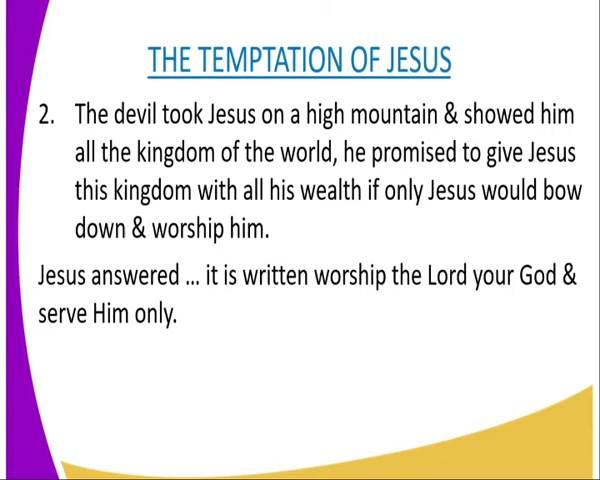 THE TEMPTATION OF JESUS
2. The devil took Jesus on a high mountain & showed him
all the kingdom of the world, he promised to give Jesus
this kingdom with all his wealth if only Jesus would bow
down & worship him.
Jesus answered ... it is written worship the Lord your God &
serve Him only.